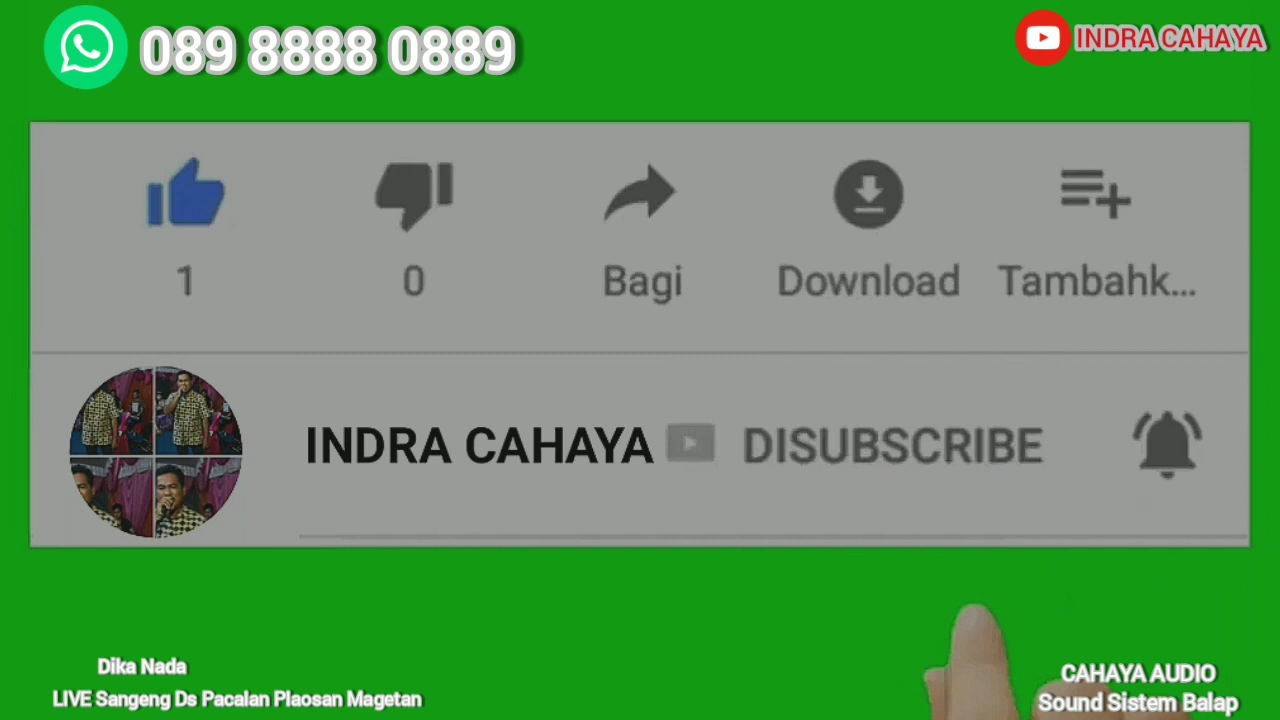 089 8888 0889
INDRA CAHAYA
1
0
Bagi
Download
Tambahk...
INDRA CAHAYA
DISUBSCRIBE
Dika Nada
LIVE Sangeng Ds Pacalan Plaosan Magetan
CAHAYA AUDIO
Sound Sistem Balap